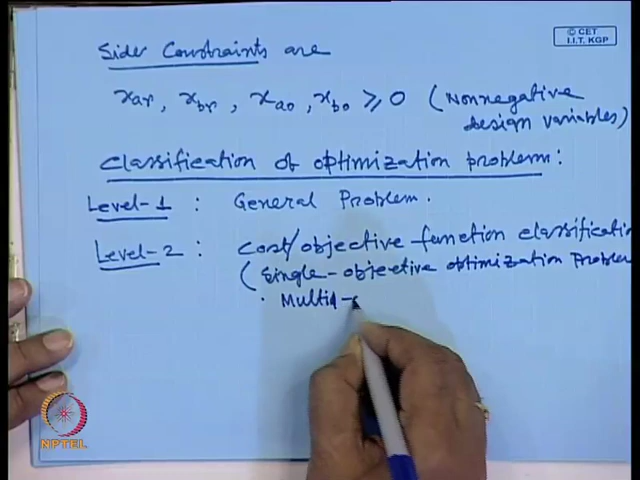 © CET
I.I.T. KGP
Side Constraints are
xar, xbr, xao, xbo ≥ 0 (Nonnegative
design variables)
Classification of optimization problem:
Level-1 : General Problem.
Level-2 : Cost/objective function classificatio
(Single-objective optimization Problem
NPTEL